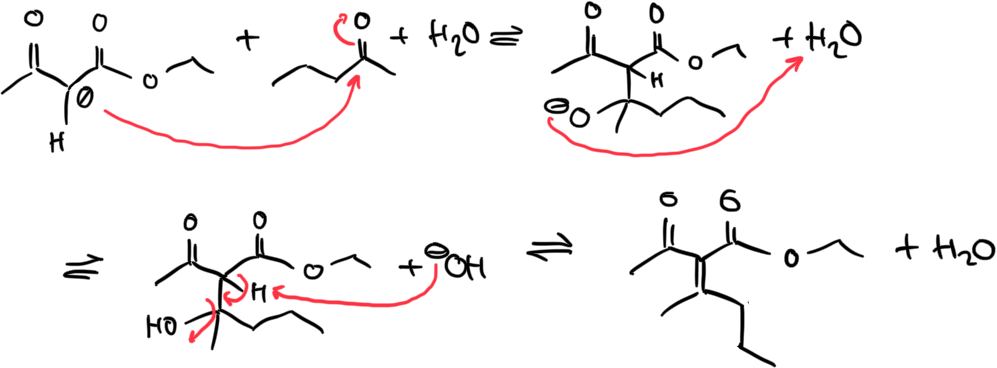 O O O
+ + H₂O ⇌ + H₂O
O ⊖
H
O O
O
H
⊖ O
⇌ O O
O + ⊖OH ⇌
H
HO
O O
O + H₂O